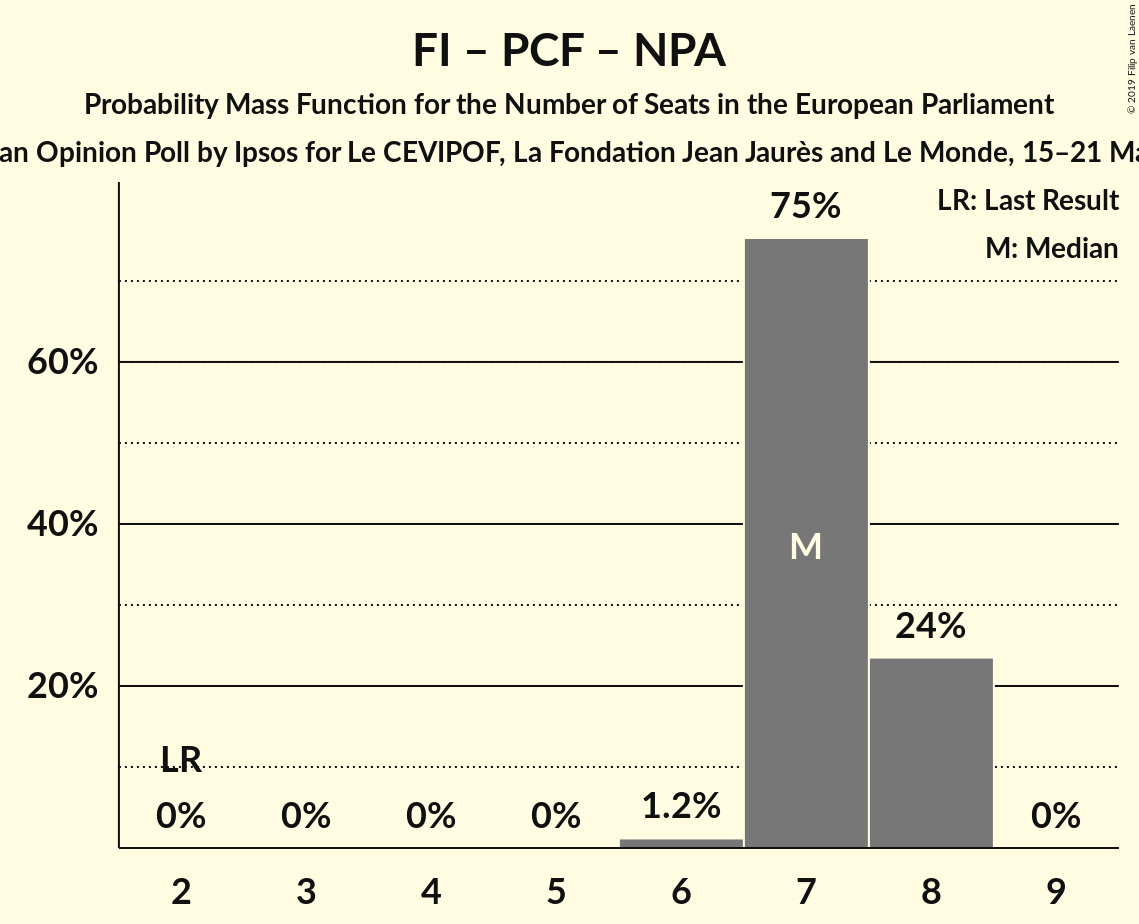 FI – PCF – NPA
Probability Mass Function for the Number of Seats in the European Parliament
an Opinion Poll by Ipsos for Le CEVIPOF, La Fondation Jean Jaurès and Le Monde, 15–21
© 2019 Filip van Laenen
LR: Last Result
M: Median
75%
60%
40%
20%
M
24%
LR
0% 0% 0% 0% 1.2% 0%
2 3 4 5 6 7 8 9